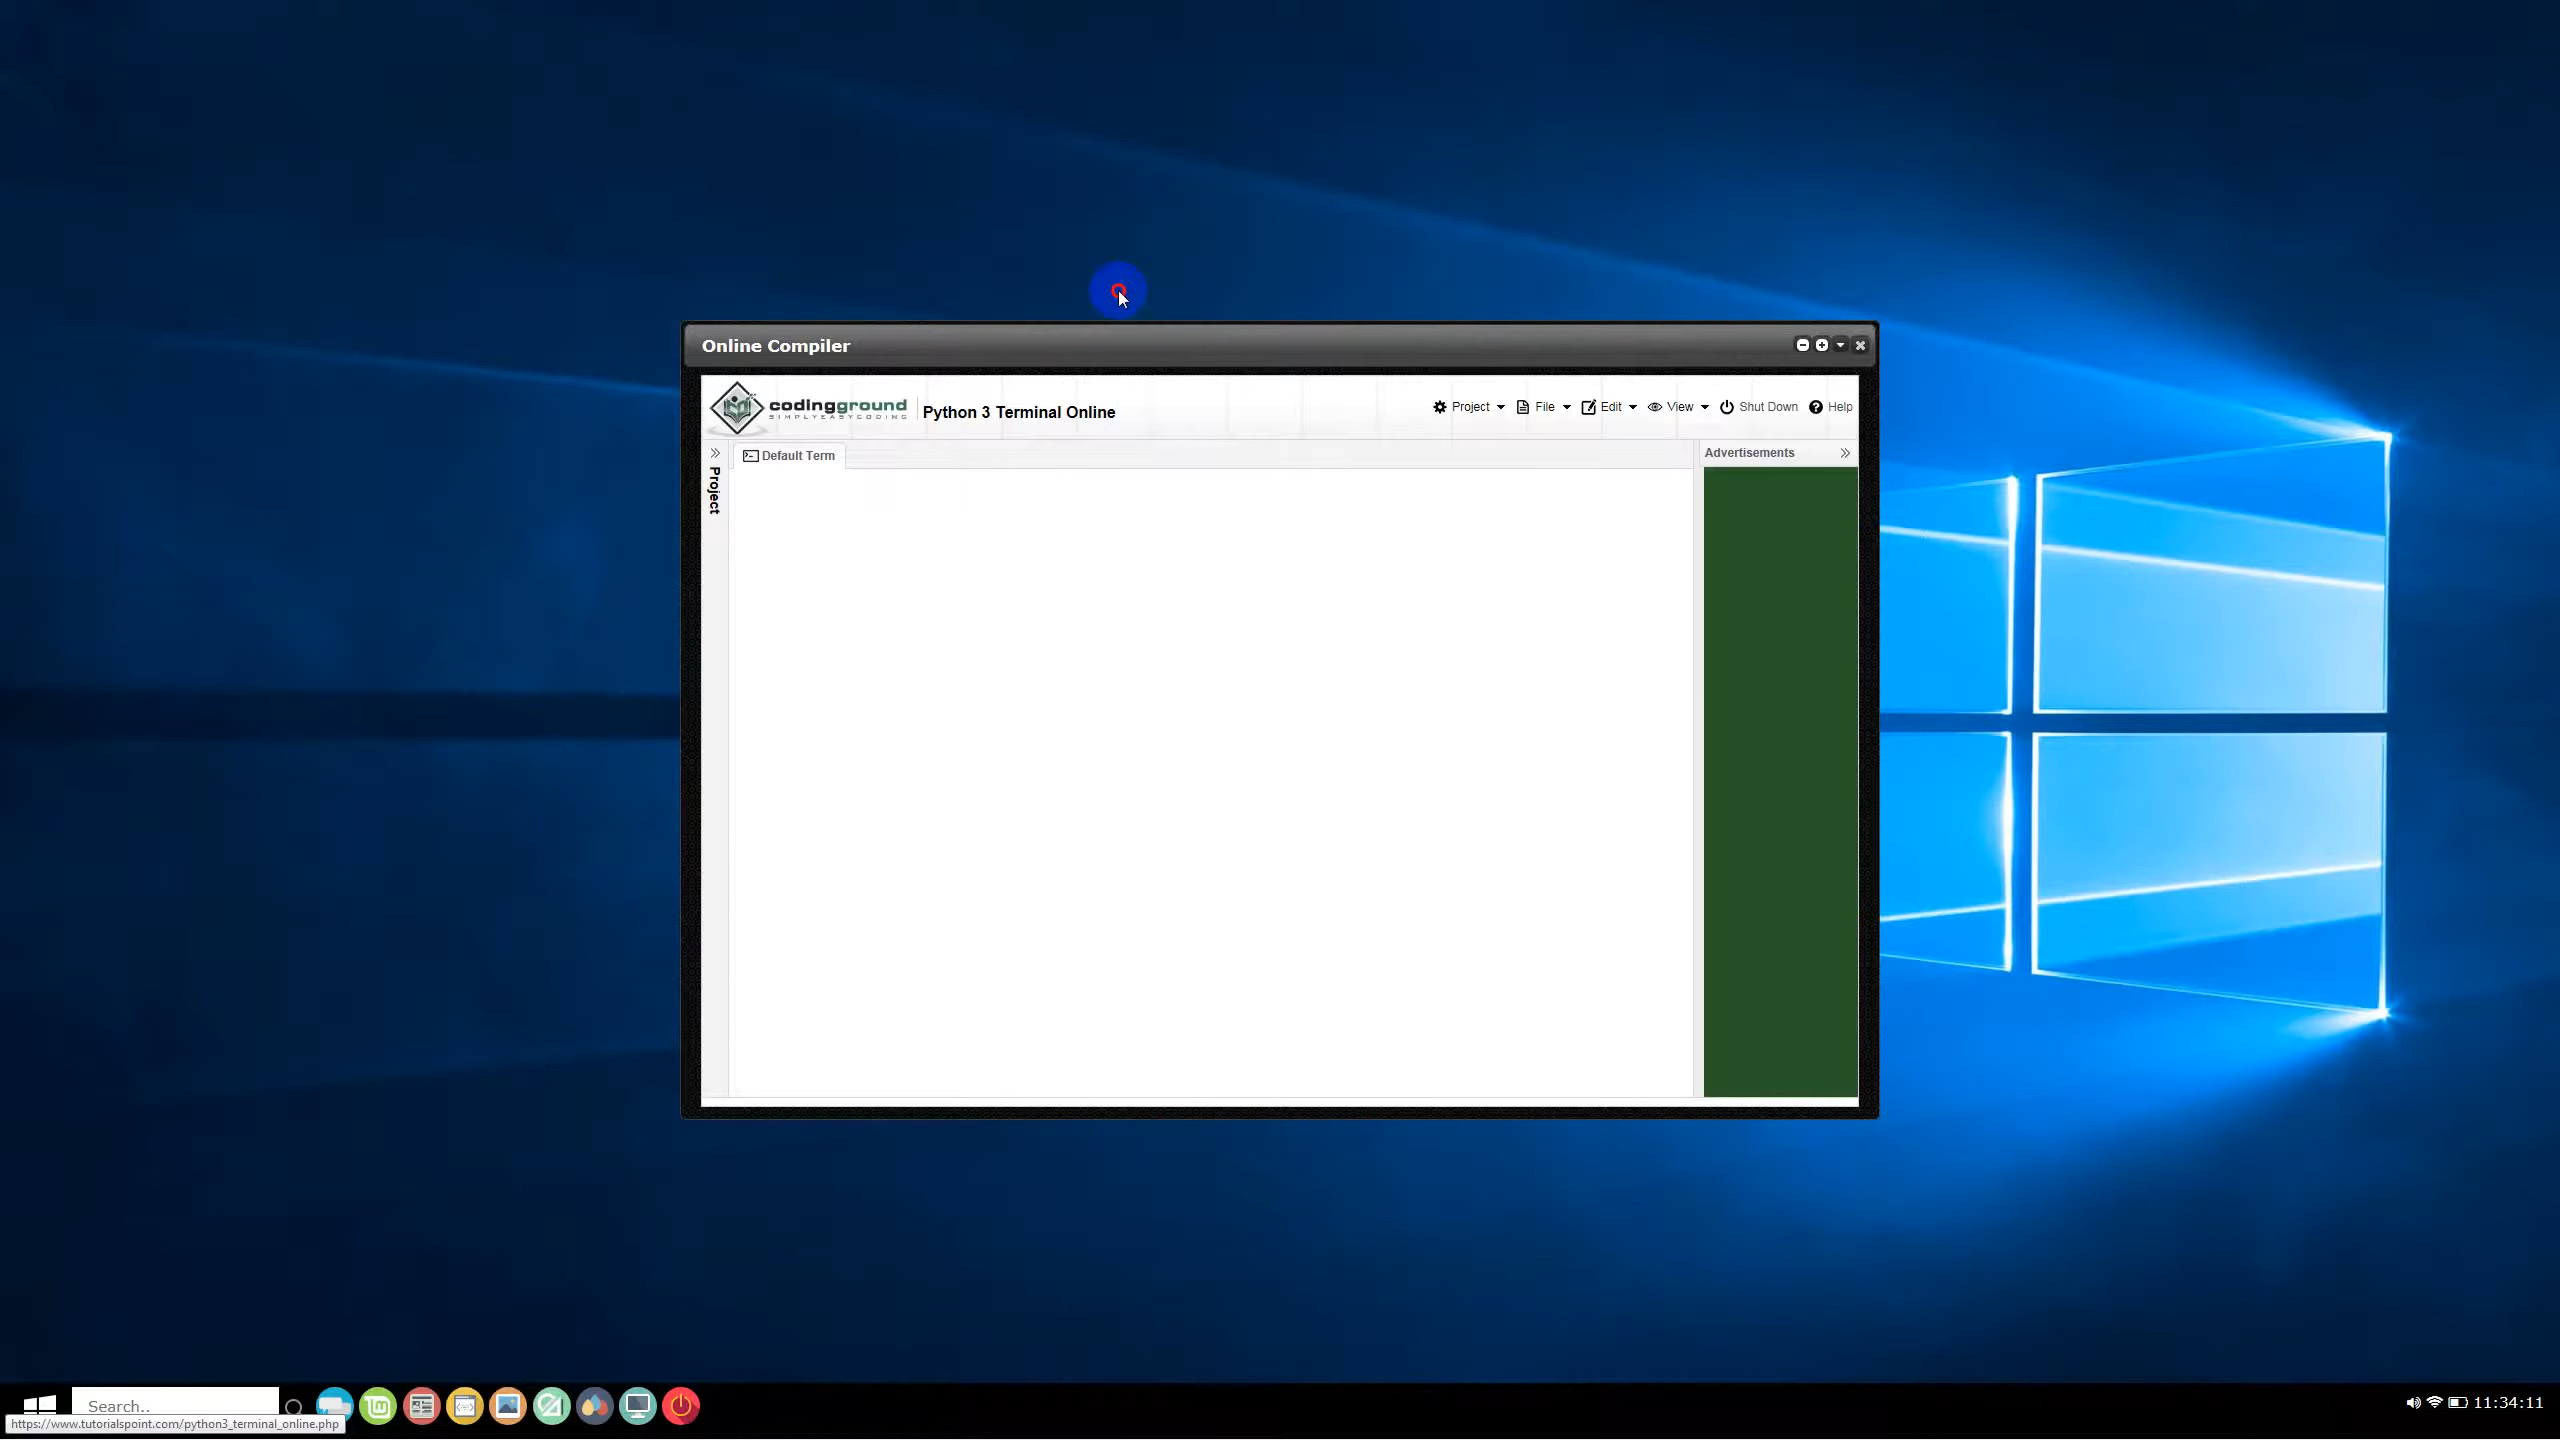 Online Compiler
codingground
SIMPLYEASYCODING
Python 3 Terminal Online
Project
File
Edit
View
Shut Down
Help
Project
Default Term
Advertisements
Search..
https://www.tutorialspoint.com/python3_terminal_online.php
11:34:11